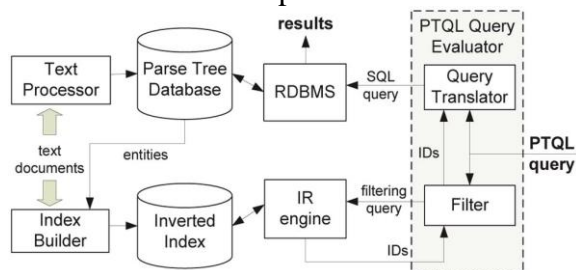 results
PTQL Query
Evaluator
Text
Processor
Parse Tree
Database
RDBMS
SQL
query
Query
Translator
text
documents
entities
IDs
PTQL
query
Index
Builder
Inverted
Index
IR
engine
filtering
query
Filter
IDs